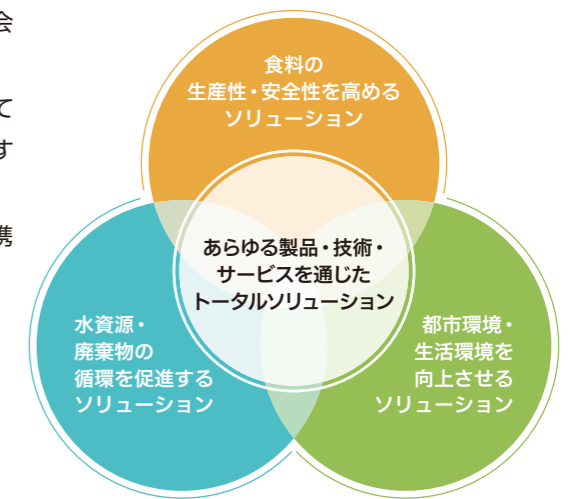 会
て
す
携
食料の
生産性・安全性を高める
ソリューション
あらゆる製品・技術・
サービスを通じた
トータルソリューション
水資源・
廃棄物の
循環を促進する
ソリューション
都市環境・
生活環境を
向上させる
ソリューション